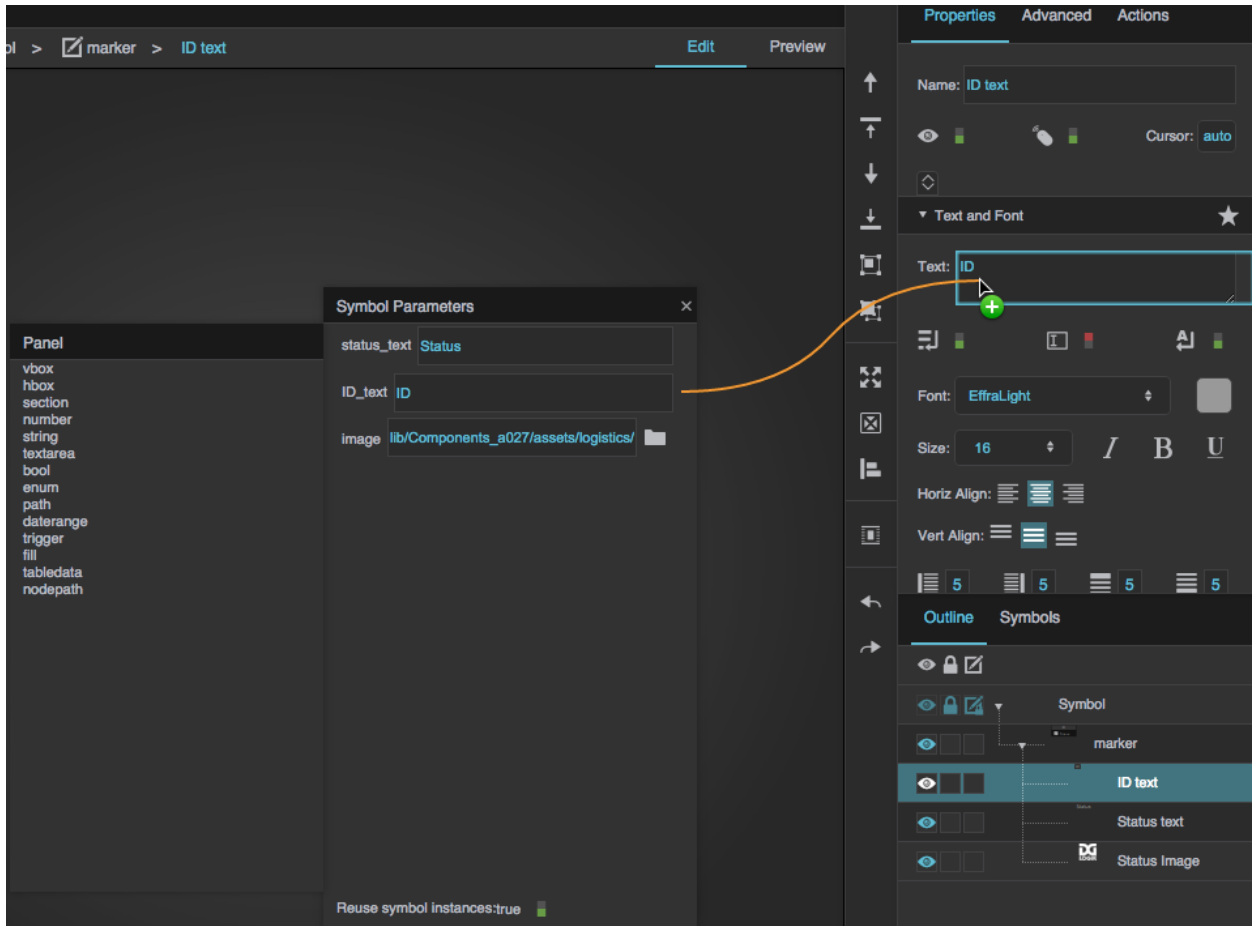 ol > marker > ID text
Edit Preview
Properties Advanced Actions
Name: ID text
Cursor: auto
Text and Font
Text: ID
Font: EffraLight
Size: 16 I B U
Horiz Align:
Vert Align:
5 5 5 5
Panel
vbox
hbox
section
number
string
textarea
bool
enum
path
daterange
trigger
fill
tabledata
nodepath
Symbol Parameters ×
status_text Status
ID_text ID
image lib/Components_a027/assets/logistics/
Reuse symbol instances:true
Outline Symbols
Symbol
marker
ID text
Status text
DG LOGIK Status Image